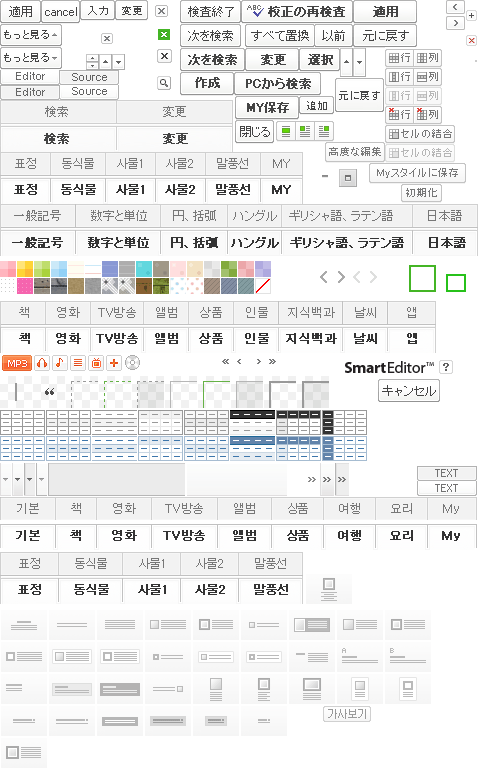 適用 cancel 入力 変更 検査終了 ABC 校正の再検査 適用
もっと見る 次を検索 すべて置換 以前 元に戻す
もっと見る 次を検索 変更 選択 行 列
Editor Source 作成 PCから検索 元に戻す 行 列
Editor Source MY保存 追加 行 列
検索 変更 行 列
検索 変更 閉じる セルの結合
高度な編集 セルの結合
표정 동식물 사물1 사물2 말풍선 MY Myスタイルに保存
표정 동식물 사물1 사물2 말풍선 MY 初期化
一般記号 数字と単位 円、括弧 ハングル ギリシャ語、ラテン語 日本語
一般記号 数字と単位 円、括弧 ハングル ギリシャ語、ラテン語 日本語
책 영화 TV방송 앨범 상품 인물 지식백과 날씨 앱
책 영화 TV방송 앨범 상품 인물 지식백과 날씨 앱
MP3 SmartEditor™ ?
キャンセル
TEXT
TEXT
기본 책 영화 TV방송 앨범 상품 여행 요리 My
기본 책 영화 TV방송 앨범 상품 여행 요리 My
표정 동식물 사물1 사물2 말풍선
표정 동식물 사물1 사물2 말풍선
A B
가사보기